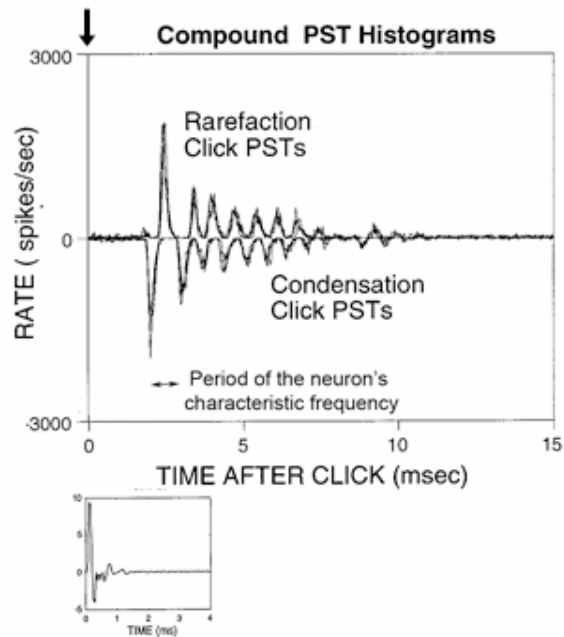 Compound PST Histograms
3000
Rarefaction
Click PSTs
0
RATE ( spikes/sec)
Condensation
Click PSTs
Period of the neuron's
characteristic frequency
-3000
0
5
10
15
TIME AFTER CLICK (msec)
10
5
0
-5
0
1
2
3
4
TIME (ms)